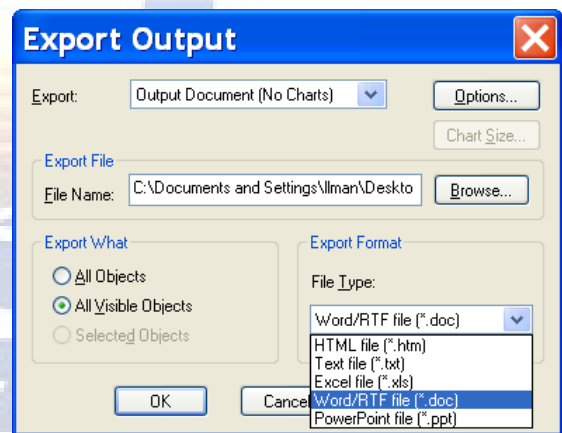 Export Output
Export: Output Document (No Charts) Options...
Chart Size...
Export File
File Name: C:\Documents and Settings\Ilman\Deskto Browse...
Export What
All Objects
All Visible Objects
Selected Objects
Export Format
File Type:
Word/RTF file (*.doc)
HTML file (*.htm)
Text file (*.txt)
Excel file (*.xls)
Word/RTF file (*.doc)
PowerPoint file (*.ppt)
OK Cancel